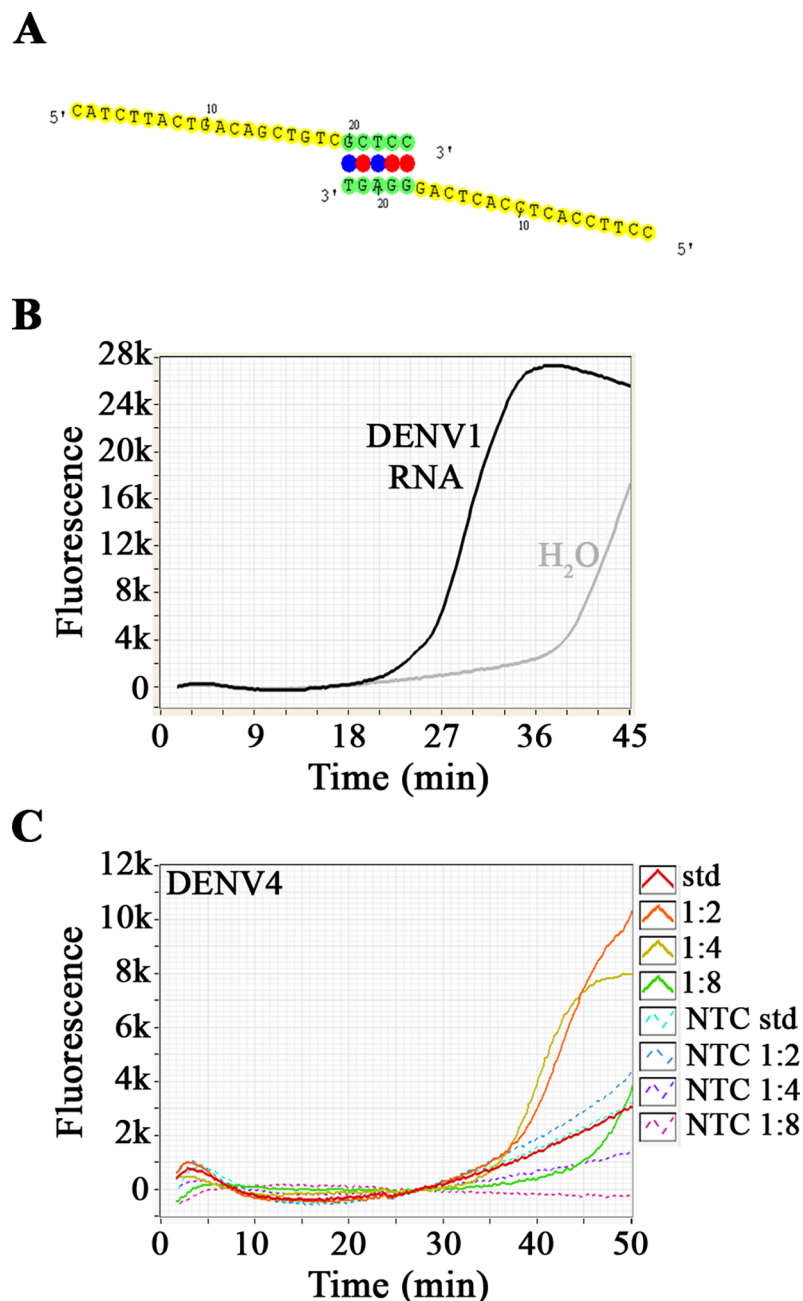 A
5' CATCTTACTGACAGCTGTCGCTCC 3'
10
20
3' TGAGGGACTCACGTCACCTTCC 5'
20
10
B
28k
24k
20k
16k
12k
8k
4k
0
Fluorescence
DENV1
RNA
H₂O
0 9 18 27 36 45
Time (min)
C
12k
10k
8k
6k
4k
2k
0
Fluorescence
DENV4
std
1:2
1:4
1:8
NTC std
NTC 1:2
NTC 1:4
NTC 1:8
0 10 20 30 40 50
Time (min)